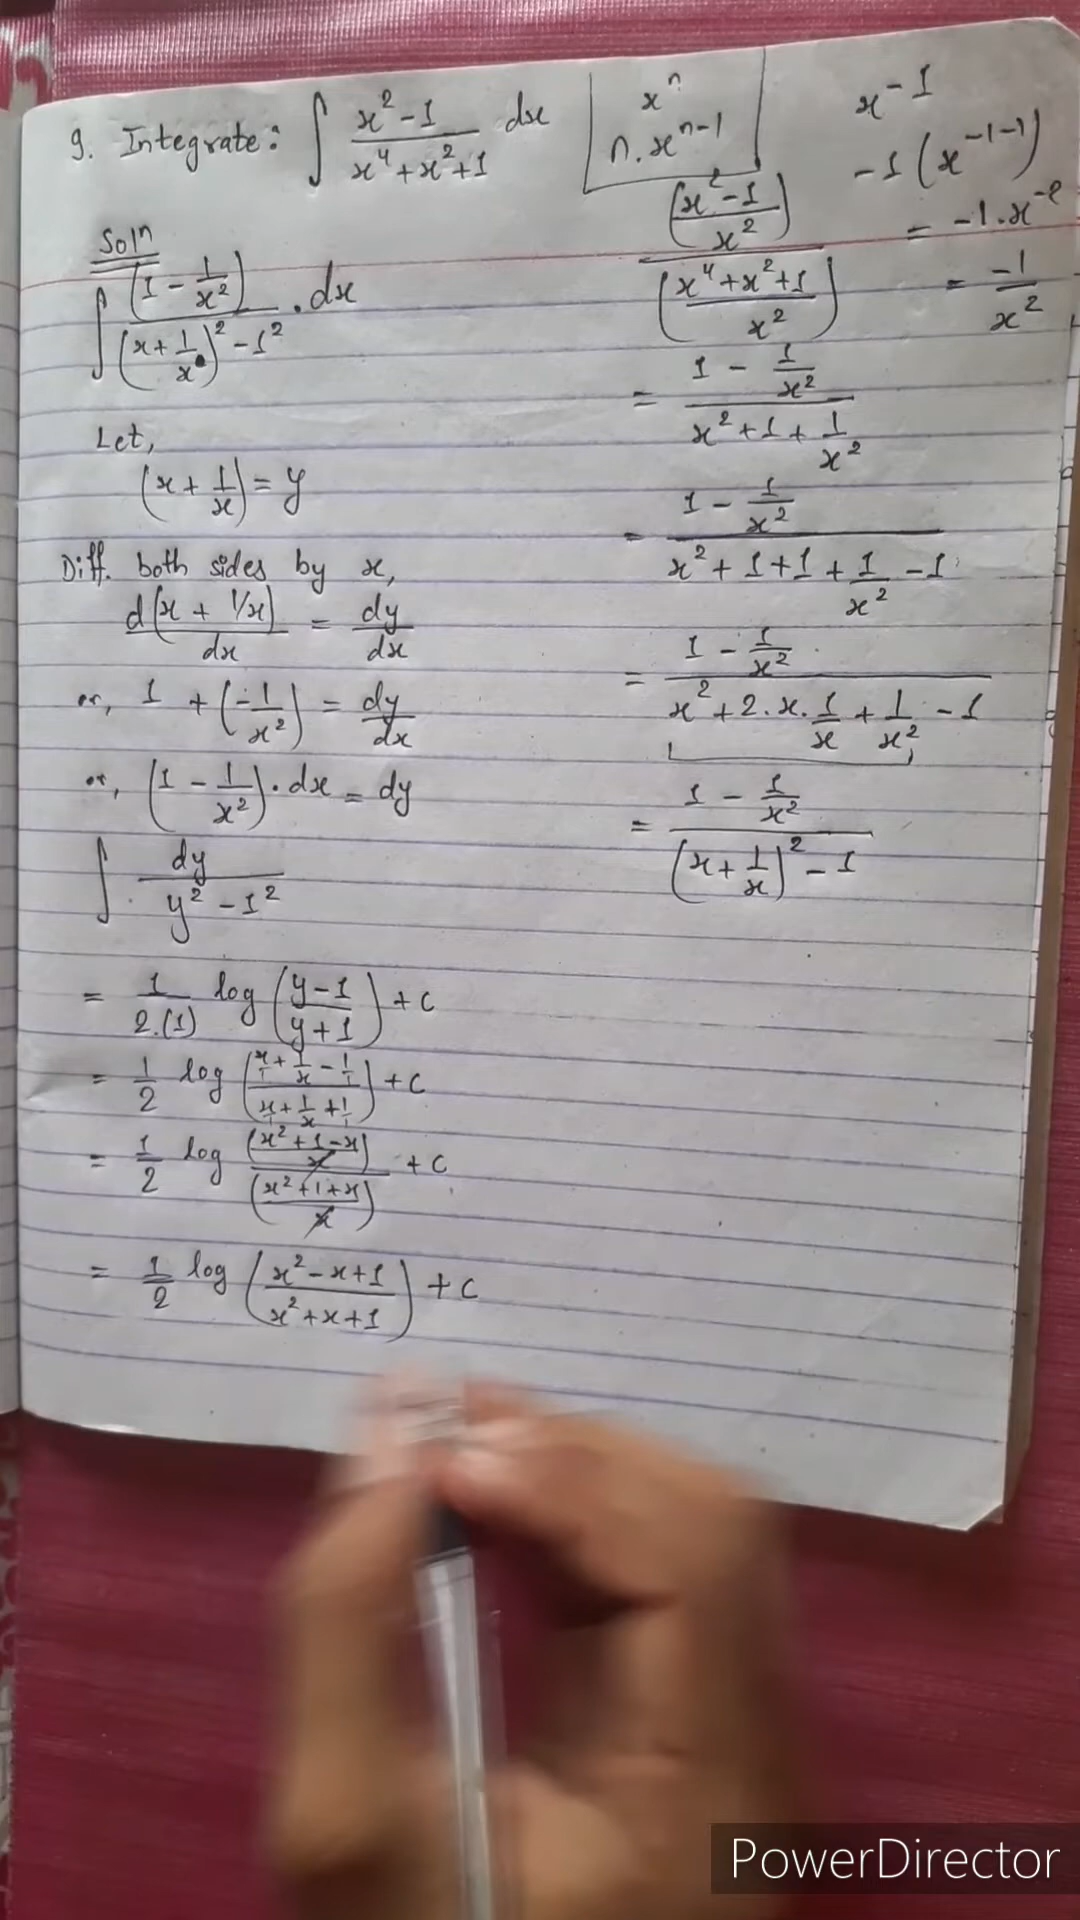 9. Integrate: ∫ (x² - 1)/(x⁴ + x² + 1) dx
Solⁿ
∫ (1 - 1/x²)/((x + 1/x)² - 1²) . dx
Let,
(x + 1/x) = y
Diff. both sides by x,
d(x + 1/x)/dx = dy/dx
or, 1 + (-1/x²) = dy/dx
or, (1 - 1/x²) . dx = dy
∫ dy/(y² - 1²)
= 1/2.(1) log ((y - 1)/(y + 1)) + c
= 1/2 log ((x/1 + 1/x - 1/1)/(x/1 + 1/x + 1/1)) + c
= 1/2 log (((x² + 1 - x)/x)/((x² + 1 + x)/x)) + c
= 1/2 log ((x² - x + 1)/(x² + x + 1)) + c
xⁿ
n.xⁿ⁻¹
((x² - 1)/x²)/((x⁴ + x² + 1)/x²)
= (1 - 1/x²)/(x² + 1 + 1/x²)
= (1 - 1/x²)/(x² + 1 + 1 + 1/x² - 1)
= (1 - 1/x²)/(x² + 2.x.1/x + 1/x² - 1)
= (1 - 1/x²)/((x + 1/x)² - 1)
x⁻¹
-1(x⁻¹⁻¹)
= -1.x⁻²
= -1/x²
PowerDirector